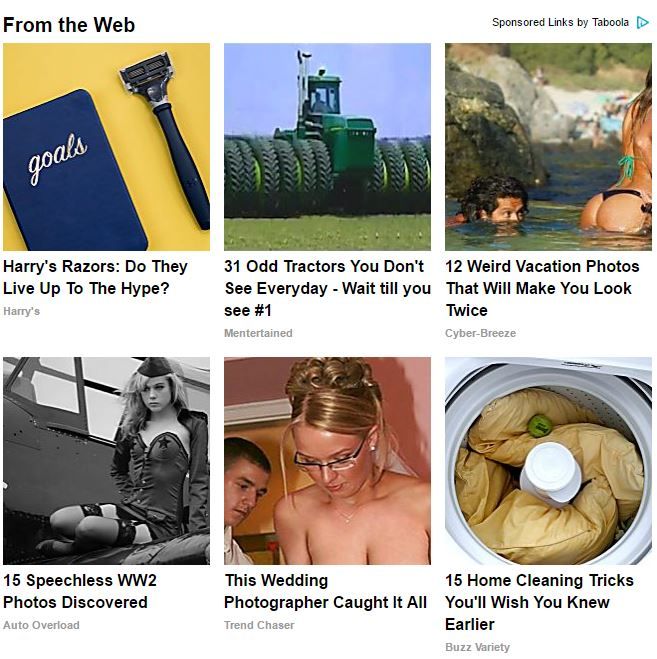 From the Web
Sponsored Links by Taboola
goals
Harry's Razors: Do They
Live Up To The Hype?
Harry's
31 Odd Tractors You Don't
See Everyday - Wait till you
see #1
Mentertained
12 Weird Vacation Photos
That Will Make You Look
Twice
Cyber-Breeze
15 Speechless WW2
Photos Discovered
Auto Overload
This Wedding
Photographer Caught It All
Trend Chaser
15 Home Cleaning Tricks
You'll Wish You Knew
Earlier
Buzz Variety